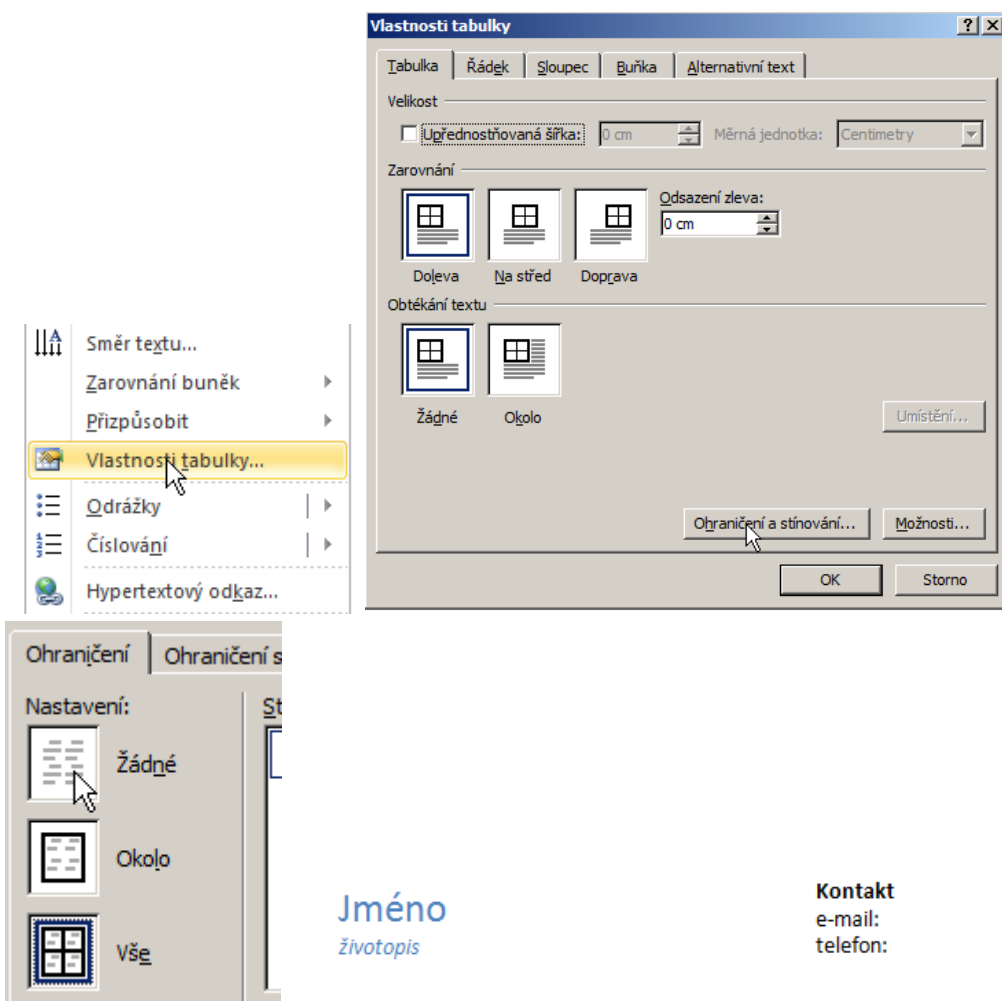 Vlastnosti tabulky
Tabulka Řádek Sloupec Buňka Alternativní text
Velikost
Upřednostňovaná šířka: 0 cm Měrná jednotka: Centimetry
Zarovnání
Odsazení zleva:
0 cm
Doleva Na střed Doprava
Obtékání textu
Žádné Okolo
Umístění...
Ohraničení a stínování... Možnosti...
OK Storno
Směr textu...
Zarovnání buněk
Přizpůsobit
Vlastnosti tabulky...
Odrážky
Číslování
Hypertextový odkaz...
Ohraničení Ohraničení s
Nastavení: St
Žádné
Okolo
Vše
Jméno
životopis
Kontakt
e-mail:
telefon: